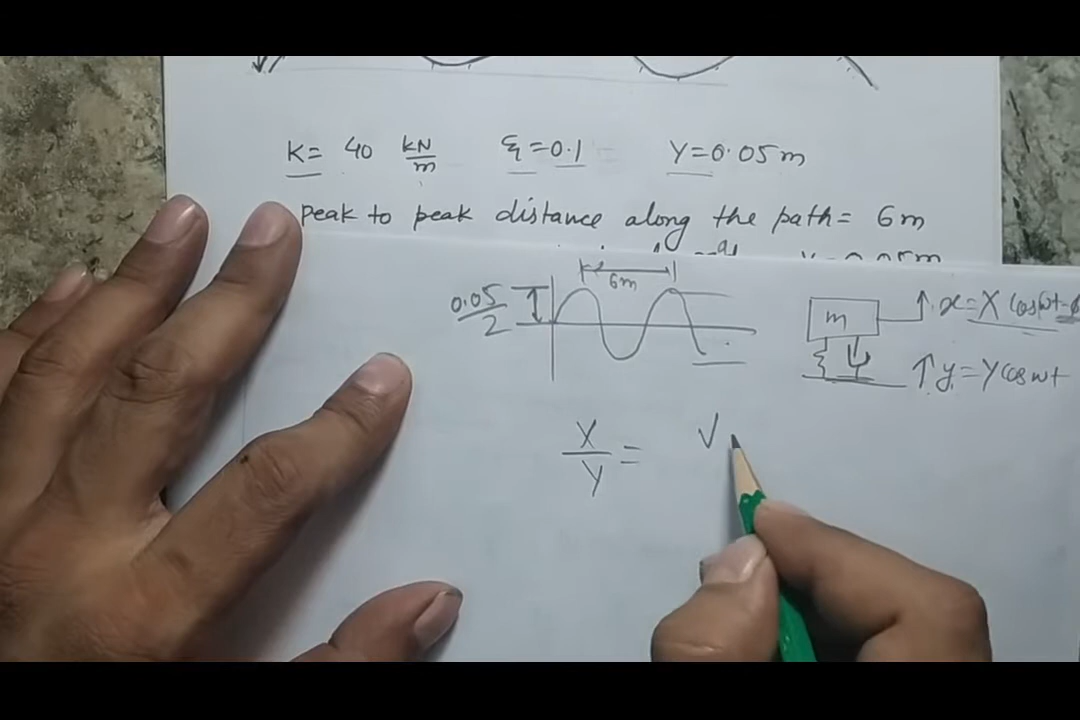 K= 40 kN/m ξ=0.1 Y=0.05m
peak to peak distance along the path= 6m
6m
0.05/2
m
x=X cos(ωt-ϕ
y=Y cos ωt
X/Y =